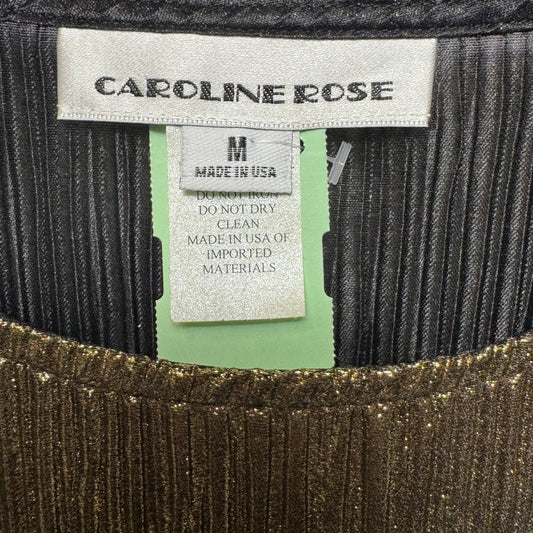 CAROLINE ROSE
M
MADE IN USA
DO NOT IRON
DO NOT DRY
CLEAN
MADE IN USA OF
IMPORTED
MATERIALS